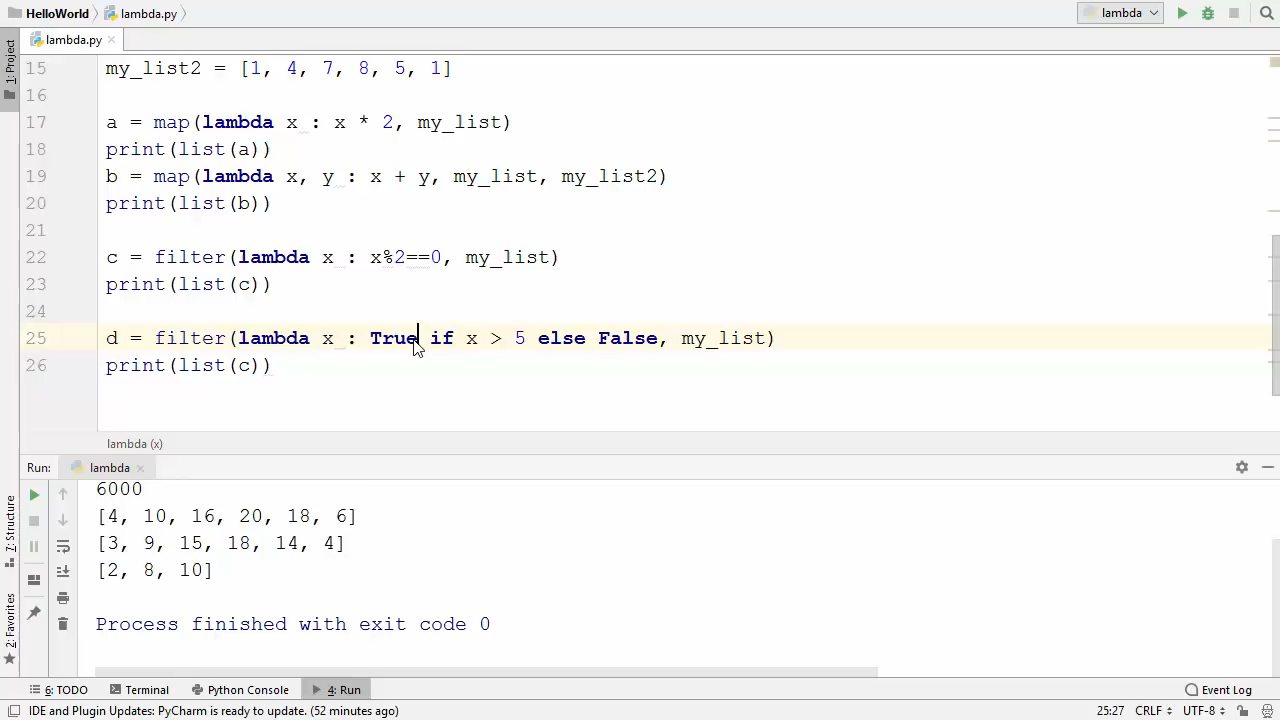 HelloWorld lambda.py lambda
lambda.py
1: Project
15 my_list2 = [1, 4, 7, 8, 5, 1]
16
17 a = map(lambda x : x * 2, my_list)
18 print(list(a))
19 b = map(lambda x, y : x + y, my_list, my_list2)
20 print(list(b))
21
22 c = filter(lambda x : x%2==0, my_list)
23 print(list(c))
24
25 d = filter(lambda x : True if x > 5 else False, my_list)
26 print(list(c))
lambda (x)
Run: lambda
6000
[4, 10, 16, 20, 18, 6]
[3, 9, 15, 18, 14, 4]
[2, 8, 10]
Process finished with exit code 0
7: Structure
2: Favorites
6: TODO Terminal Python Console 4: Run Event Log
IDE and Plugin Updates: PyCharm is ready to update. (52 minutes ago) 25:27 CRLF UTF-8